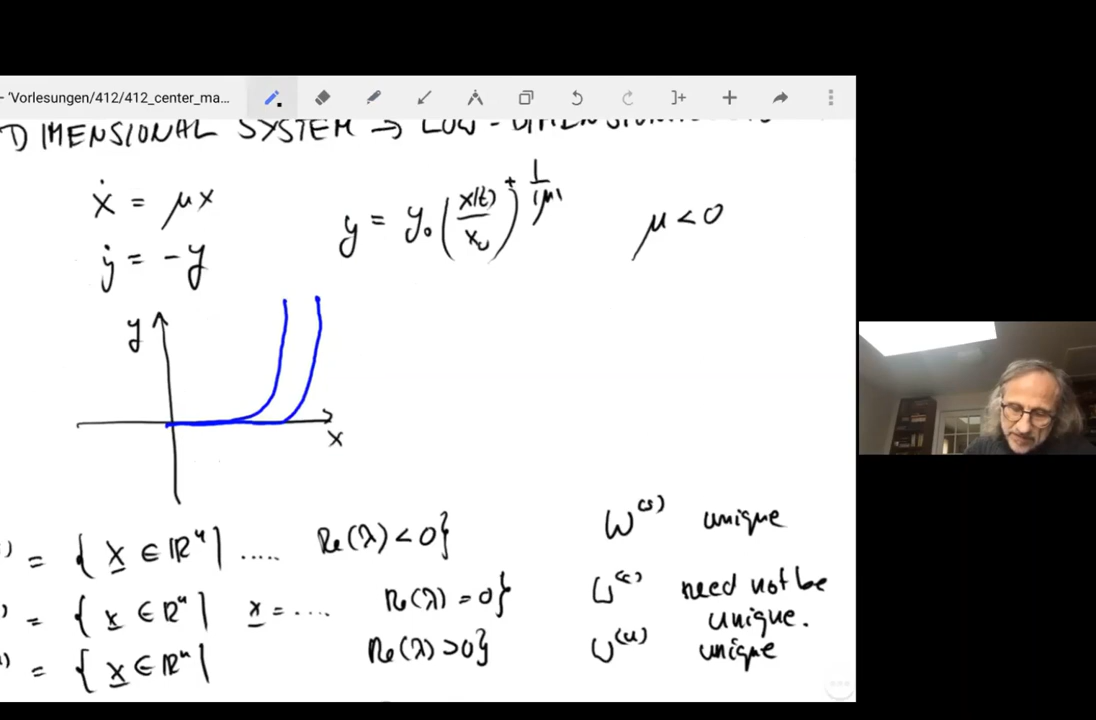 – 'Vorlesungen/412/412_center_ma...
DIMENSIONAL SYSTEM → LOW-DIMENSIONAL
ẋ = μx
ẏ = -y
y = y₀ (x(t)/x₀)^(+1/|μ|)
μ < 0
y
x
) = { x ∈ ℝⁿ | ..... Re(λ) < 0}
W⁽ˢ⁾ unique
) = { x ∈ ℝⁿ | x = .... Re(λ) = 0}
W⁽ᶜ⁾ need not be
unique.
) = { x ∈ ℝⁿ | Re(λ) > 0}
W⁽ᵘ⁾ unique